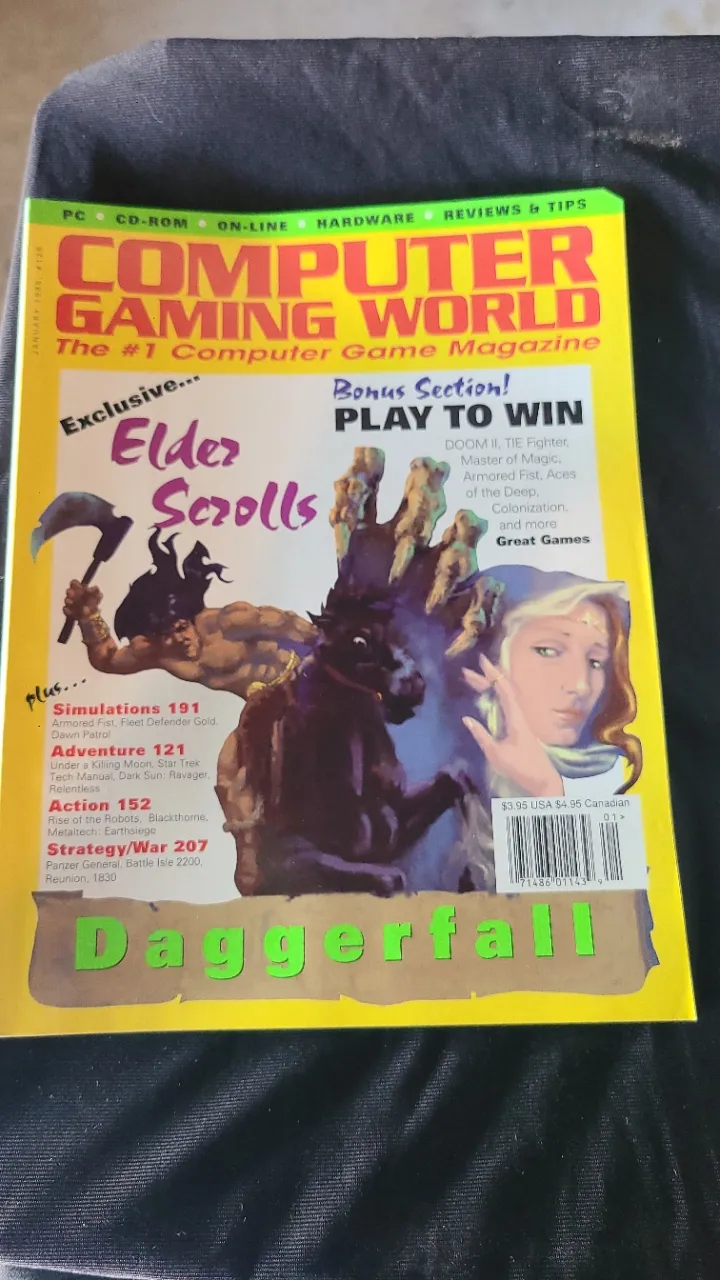 PC • CD-ROM • ON-LINE • HARDWARE • REVIEWS & TIPS
COMPUTER
GAMING WORLD
The #1 Computer Game Magazine
Exclusive...
Elder
Scrolls
Bonus Section!
PLAY TO WIN
DOOM II, TIE Fighter,
Master of Magic,
Armored Fist, Aces
of the Deep,
Colonization,
and more
Great Games
plus...
Simulations 191
Armored Fist, Fleet Defender Gold,
Dawn Patrol
Adventure 121
Under a Killing Moon, Star Trek
Tech Manual, Dark Sun: Ravager,
Relentless
Action 152
Rise of the Robots, Blackthorne,
Metaltech: Earthsiege
Strategy/War 207
Panzer General, Battle Isle 2200,
Reunion, 1830
$3.95 USA $4.95 Canadian
01>
71486 01143 9
Daggerfall